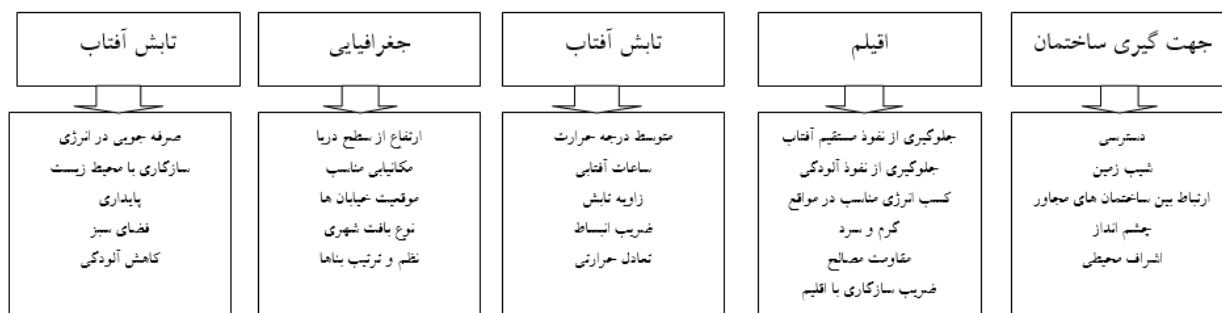 جهت گیری ساختمان
دسترسی
شیب زمین
ارتباط بین ساختمان های مجاور
چشم انداز
اشراف محیطی
اقیلم
جلوگیری از نفوذ مستقیم آفتاب
جلوگیری از نفوذ آلودگی
کسب انرژی مناسب در مواقع
گرم و سرد
مقاومت مصالح
ضریب سازگاری با اقلیم
تابش آفتاب
متوسط درجه حرارت
ساعات آفتابی
زاویه تابش
ضریب انبساط
تعادل حرارتی
جغرافیایی
ارتفاع از سطح دریا
مکانیابی مناسب
موقعیت خیابان ها
نوع بافت شهری
نظم و ترتیب بناها
تابش آفتاب
صرفه جویی در انرژی
سازگاری با محیط زیست
پایداری
فضای سبز
کاهش آلودگی